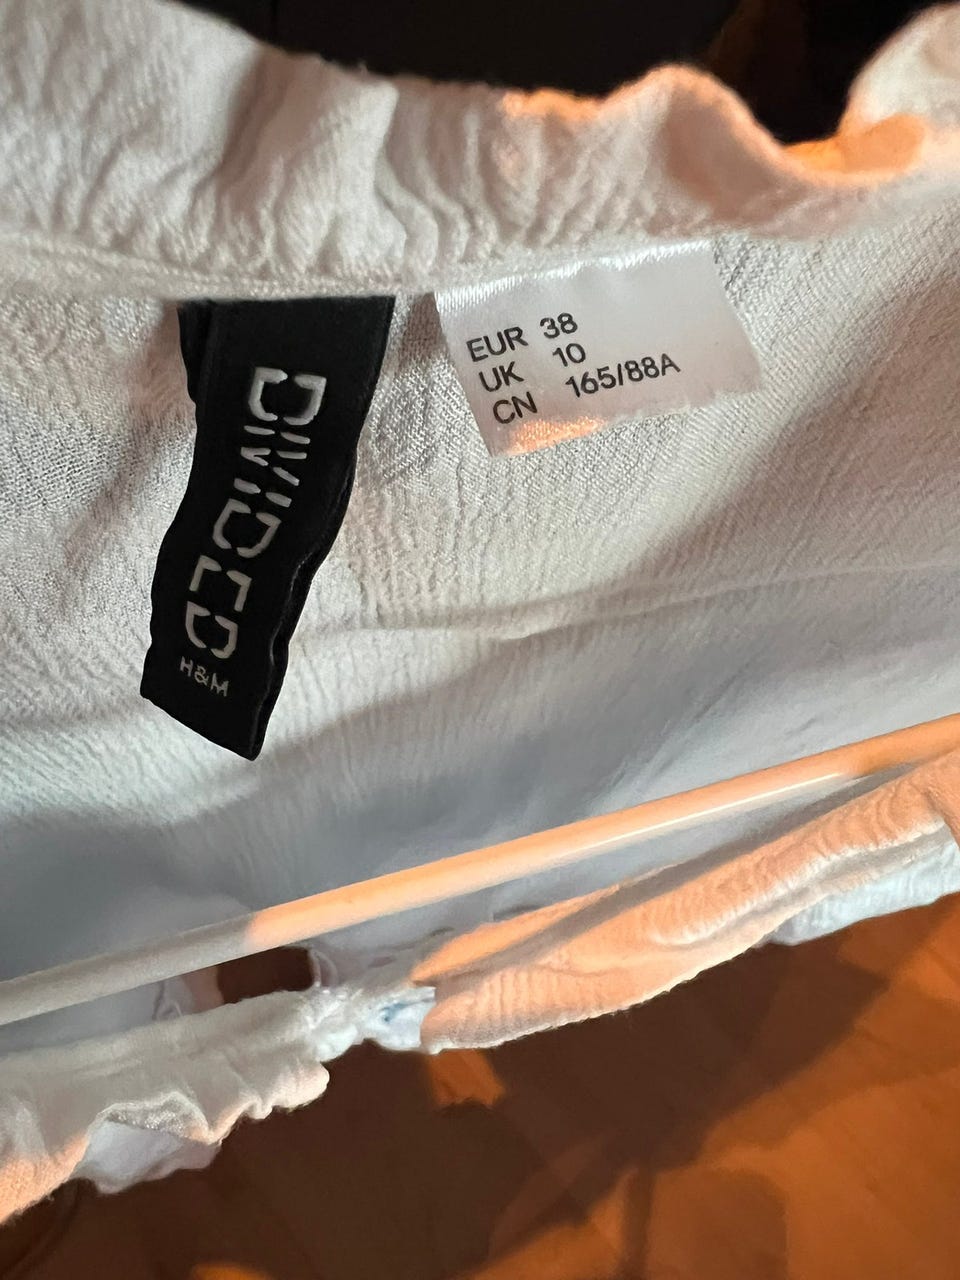 DIVIDED
H&M
EUR 38
UK 10
CN 165/88A